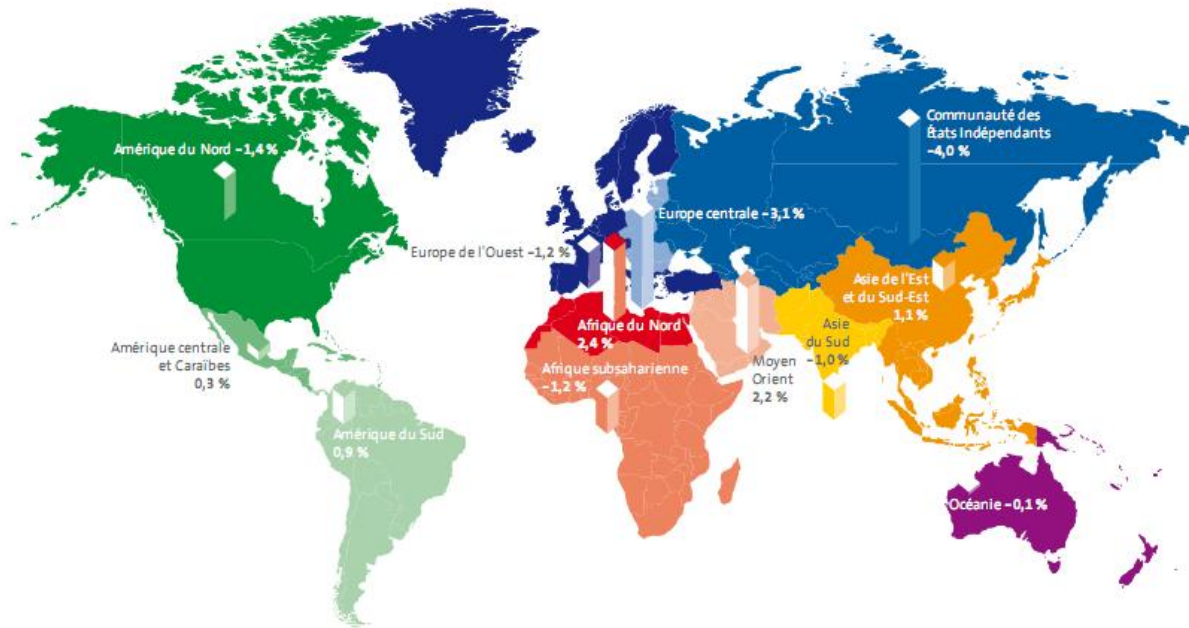 Amérique du Nord –1,4 %
Communauté des
États Indépendants
–4,0 %
Europe centrale –3,1 %
Europe de l'Ouest –1,2 %
Asie de l'Est
et du Sud-Est
1,1 %
Afrique du Nord
2,4 %
Asie
du Sud
–1,0 %
Amérique centrale
et Caraïbes
0,3 %
Moyen
Orient
2,2 %
Afrique subsaharienne
–1,2 %
Amérique du Sud
0,9 %
Océanie –0,1 %